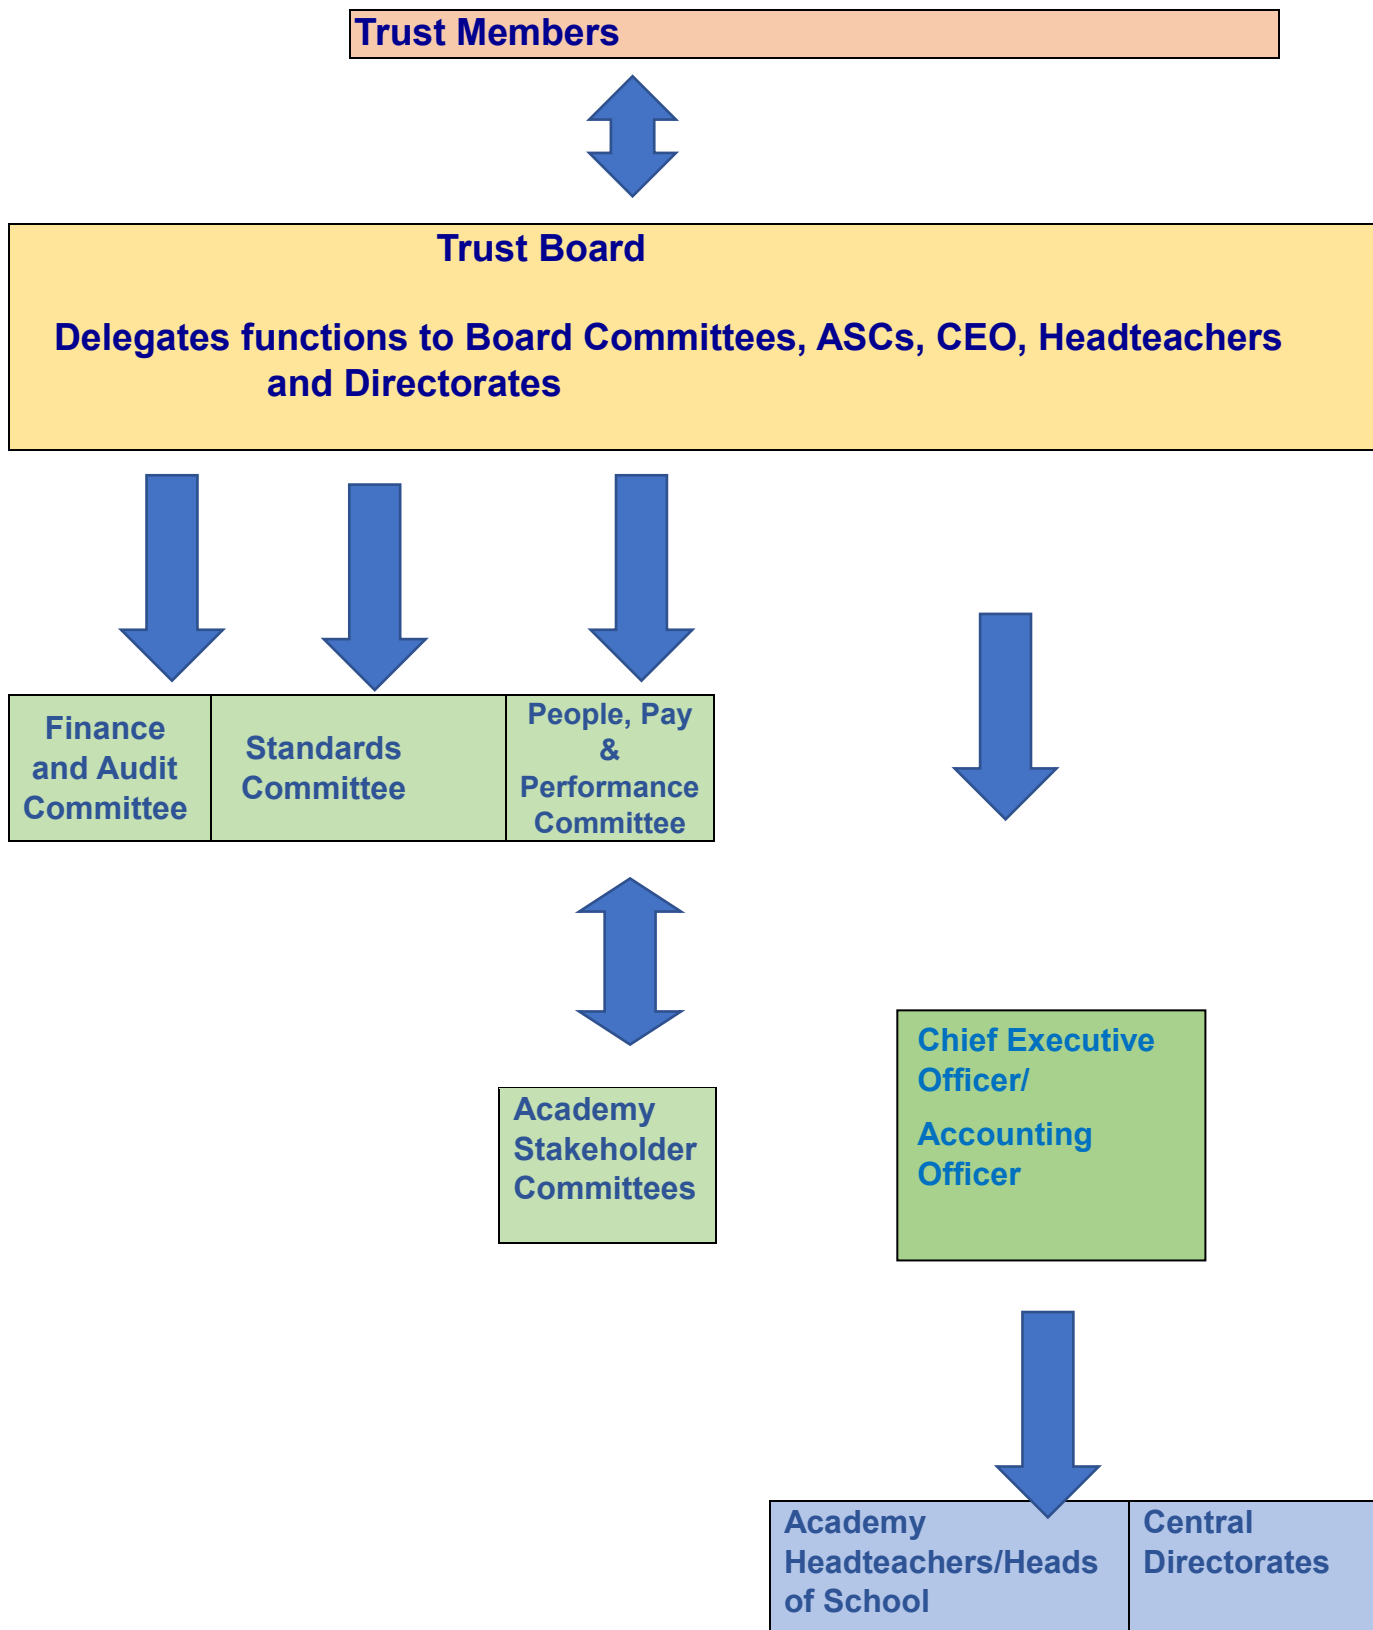 Trust Members
Trust Board
Delegates functions to Board Committees, ASCs, CEO, Headteachers
and Directorates
Finance
and Audit
Committee
Standards
Committee
People, Pay
&
Performance
Committee
Academy
Stakeholder
Committees
Chief Executive
Officer/
Accounting
Officer
Academy
Headteachers/Heads
of School
Central
Directorates